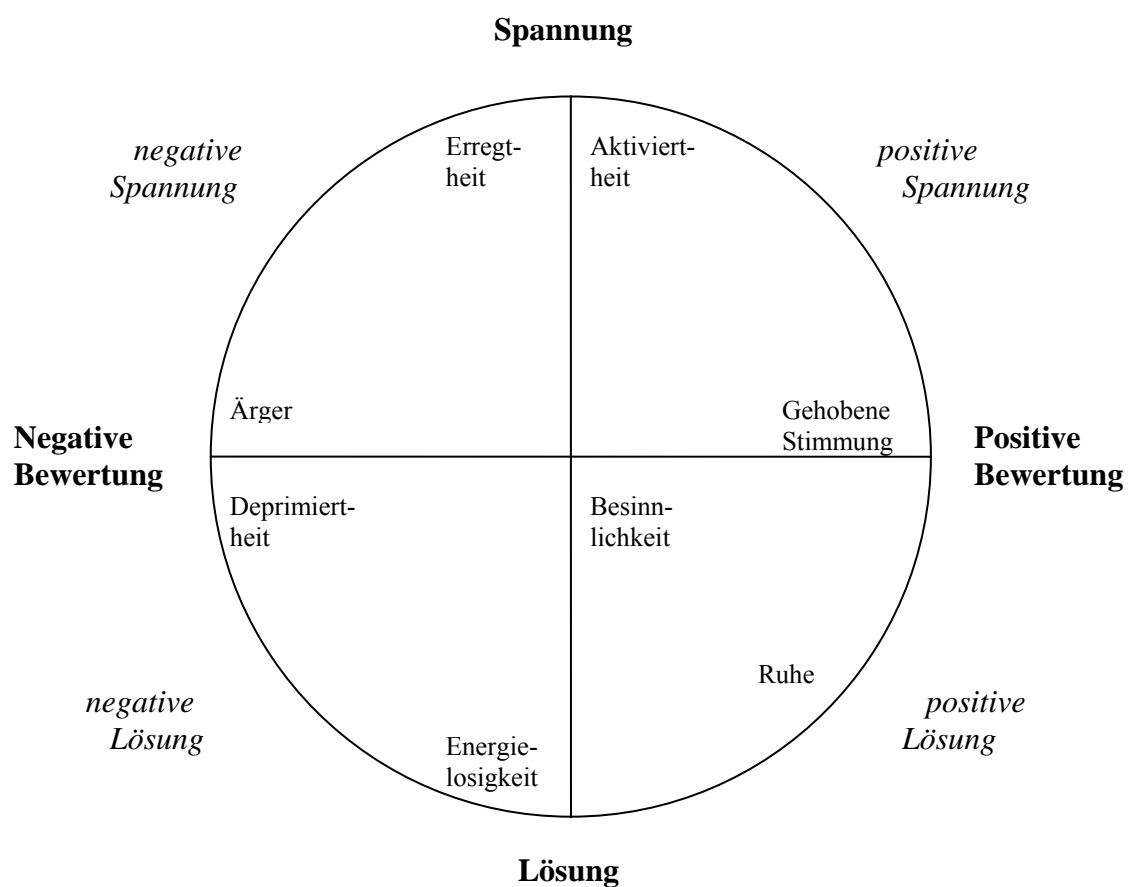 Spannung
negative
Spannung
Erregt-
heit
Aktiviert-
heit
positive
Spannung
Ärger
Gehobene
Stimmung
Negative
Bewertung
Positive
Bewertung
Deprimiert-
heit
Besinn-
lichkeit
Ruhe
negative
Lösung
positive
Lösung
Energie-
losigkeit
Lösung